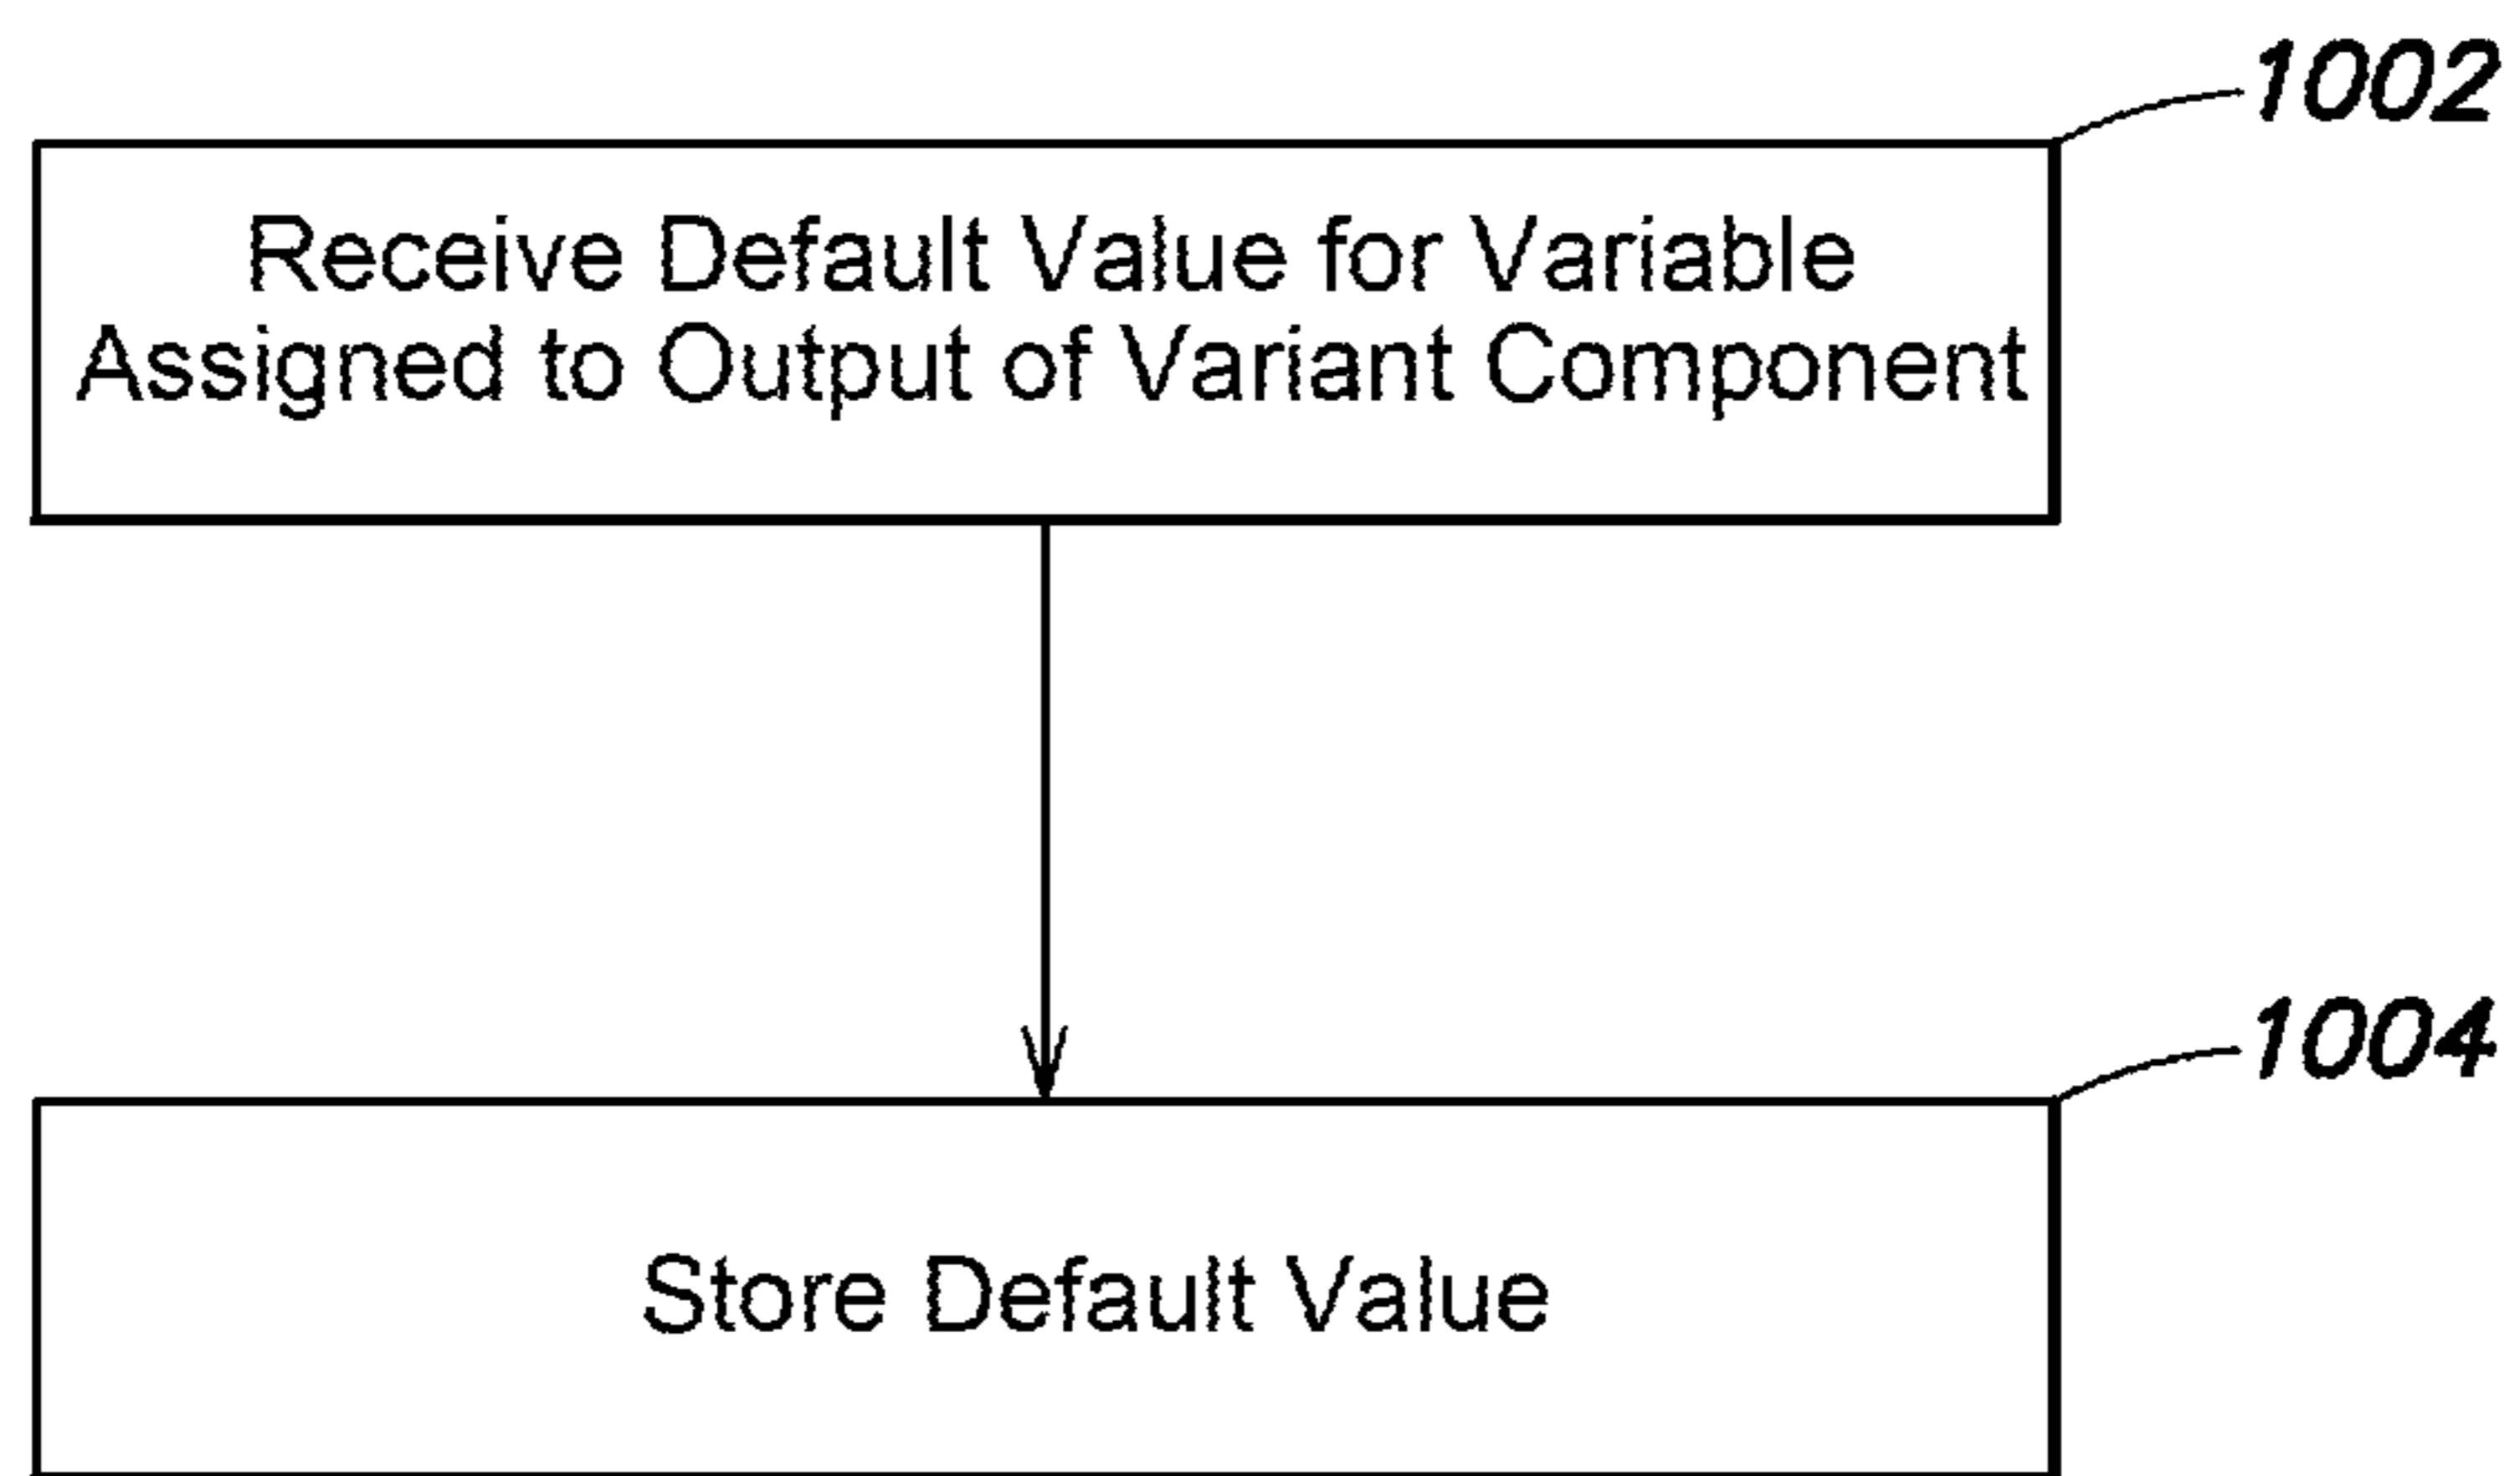 1002
Receive Default Value for Variable
Assigned to Output of Variant Component
1004
Store Default Value